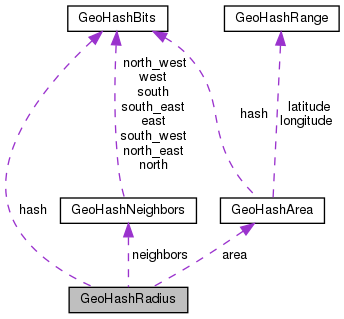 GeoHashBits
GeoHashRange
north_west
west
south
south_east
east
south_west
north_east
north
hash
latitude
longitude
GeoHashNeighbors
GeoHashArea
hash
neighbors
area
GeoHashRadius